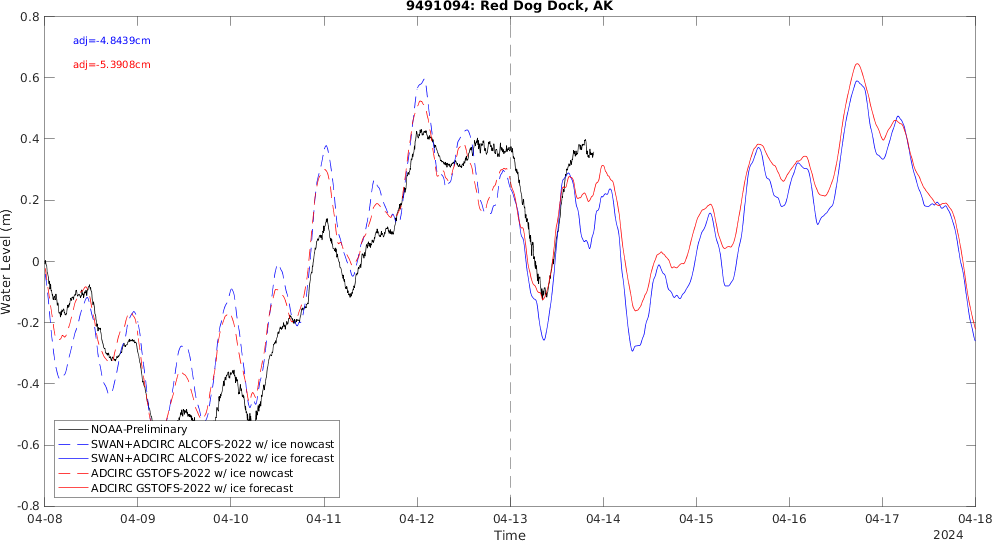 9491094: Red Dog Dock, AK
adj=-4.8439cm
adj=-5.3908cm
Water Level (m)
0.8
0.6
0.4
0.2
0
-0.2
-0.4
-0.6
-0.8
NOAA-Preliminary
SWAN+ADCIRC ALCOFS-2022 w/ ice nowcast
SWAN+ADCIRC ALCOFS-2022 w/ ice forecast
ADCIRC GSTOFS-2022 w/ ice nowcast
ADCIRC GSTOFS-2022 w/ ice forecast
04-08 04-09 04-10 04-11 04-12 04-13 04-14 04-15 04-16 04-17 04-18
Time
2024